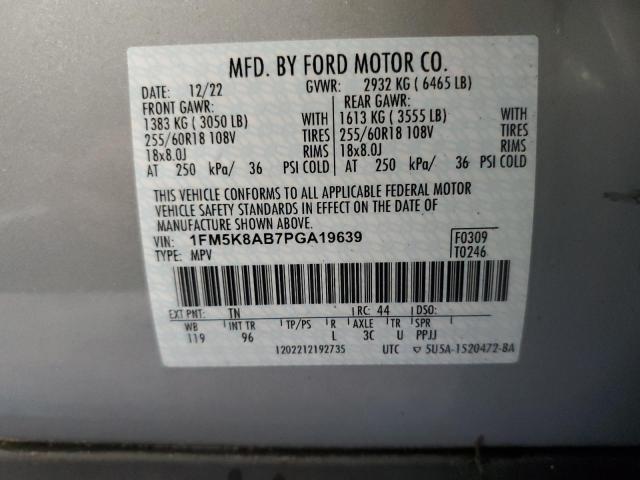 MFD. BY FORD MOTOR CO.
DATE: 12/22 GVWR: 2932 KG ( 6465 LB)
FRONT GAWR: REAR GAWR:
1383 KG ( 3050 LB) WITH 1613 KG ( 3555 LB) WITH
255/60R18 108V TIRES 255/60R18 108V TIRES
18x8.0J RIMS 18x8.0J RIMS
AT 250 kPa/ 36 PSI COLD AT 250 kPa/ 36 PSI COLD
THIS VEHICLE CONFORMS TO ALL APPLICABLE FEDERAL MOTOR
VEHICLE SAFETY STANDARDS IN EFFECT ON THE DATE OF
MANUFACTURE SHOWN ABOVE.
VIN: 1FM5K8AB7PGA19639 F0309
TYPE: MPV T0246
EXT PNT: TN RC: 44 DSO:
WB INT TR TP/PS R AXLE TR SPR
119 96 L 3C U PPJJ
1202212192735 UTC ▽ 5U5A-1520472-BA